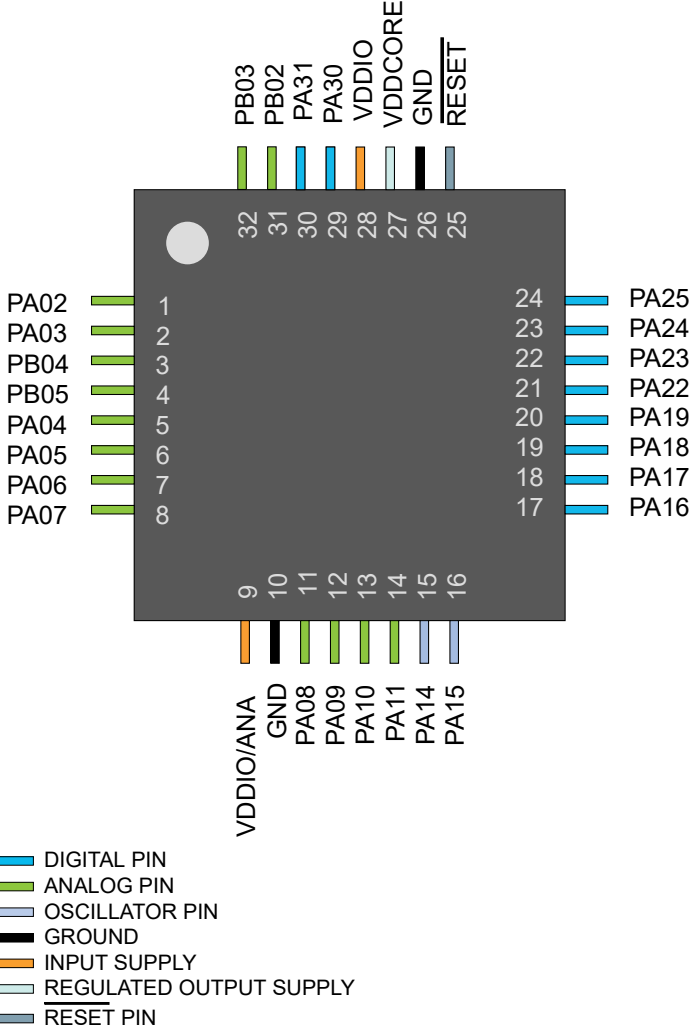 PB03
PB02
PA31
PA30
VDDIO
VDDCORE
GND
RESET
32
31
30
29
28
27
26
25
PA02
PA03
PB04
PB05
PA04
PA05
PA06
PA07
1
2
3
4
5
6
7
8
24
23
22
21
20
19
18
17
PA25
PA24
PA23
PA22
PA19
PA18
PA17
PA16
9
10
11
12
13
14
15
16
VDDIO/ANA
GND
PA08
PA09
PA10
PA11
PA14
PA15
DIGITAL PIN
ANALOG PIN
OSCILLATOR PIN
GROUND
INPUT SUPPLY
REGULATED OUTPUT SUPPLY
RESET PIN